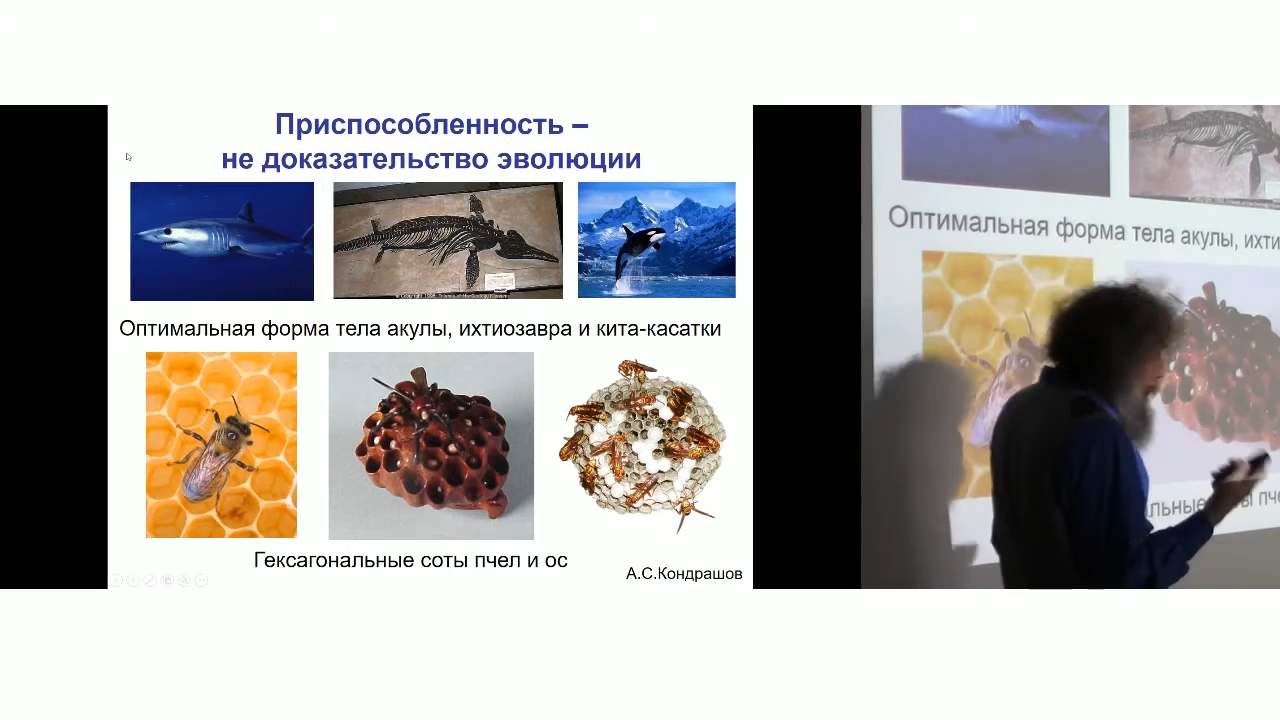 Приспособленность –
не доказательство эволюции
Оптимальная форма тела акулы, ихтиозавра и кита-касатки
Гексагональные соты пчел и ос
А.С.Кондрашов
Оптимальная форма тела акулы, ихти
льные соты пче